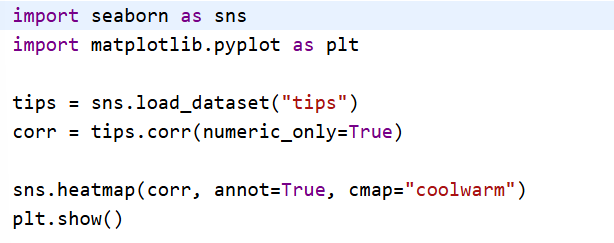 import seaborn as sns
import matplotlib.pyplot as plt
tips = sns.load_dataset("tips")
corr = tips.corr(numeric_only=True)
sns.heatmap(corr, annot=True, cmap="coolwarm")
plt.show()